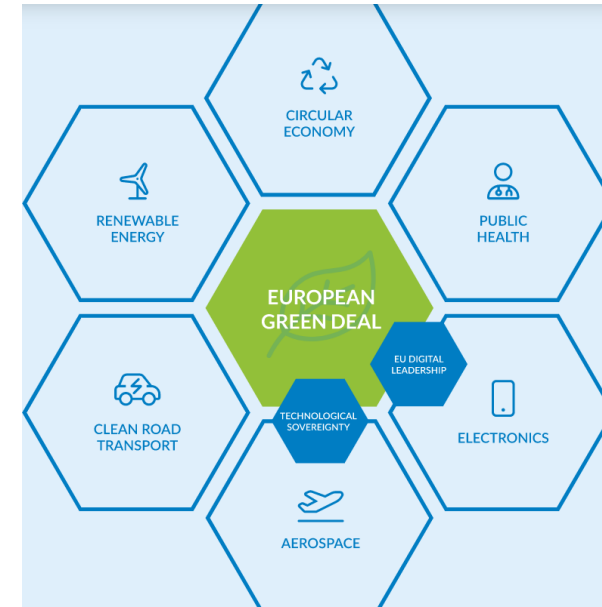 CIRCULAR
ECONOMY
RENEWABLE
ENERGY
PUBLIC
HEALTH
EUROPEAN
GREEN DEAL
EU DIGITAL
LEADERSHIP
TECHNOLOGICAL
SOVEREIGNTY
CLEAN ROAD
TRANSPORT
ELECTRONICS
AEROSPACE